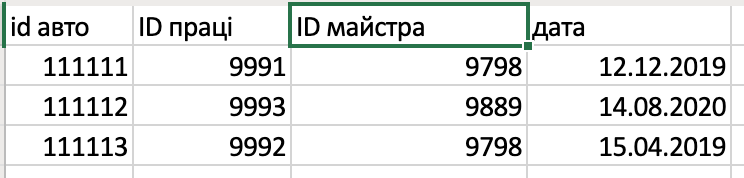 id авто ID праці ID майстра дата
111111 9991 9798 12.12.2019
111112 9993 9889 14.08.2020
111113 9992 9798 15.04.2019